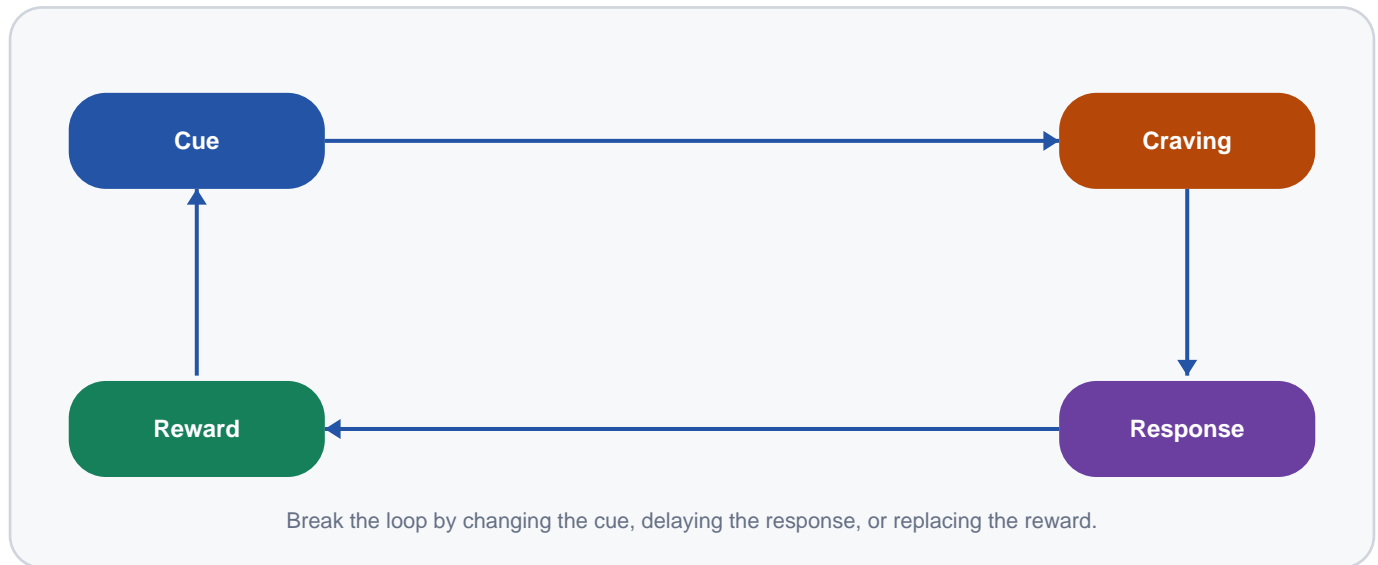 Cue
Craving
Reward
Response
Break the loop by changing the cue, delaying the response, or replacing the reward.